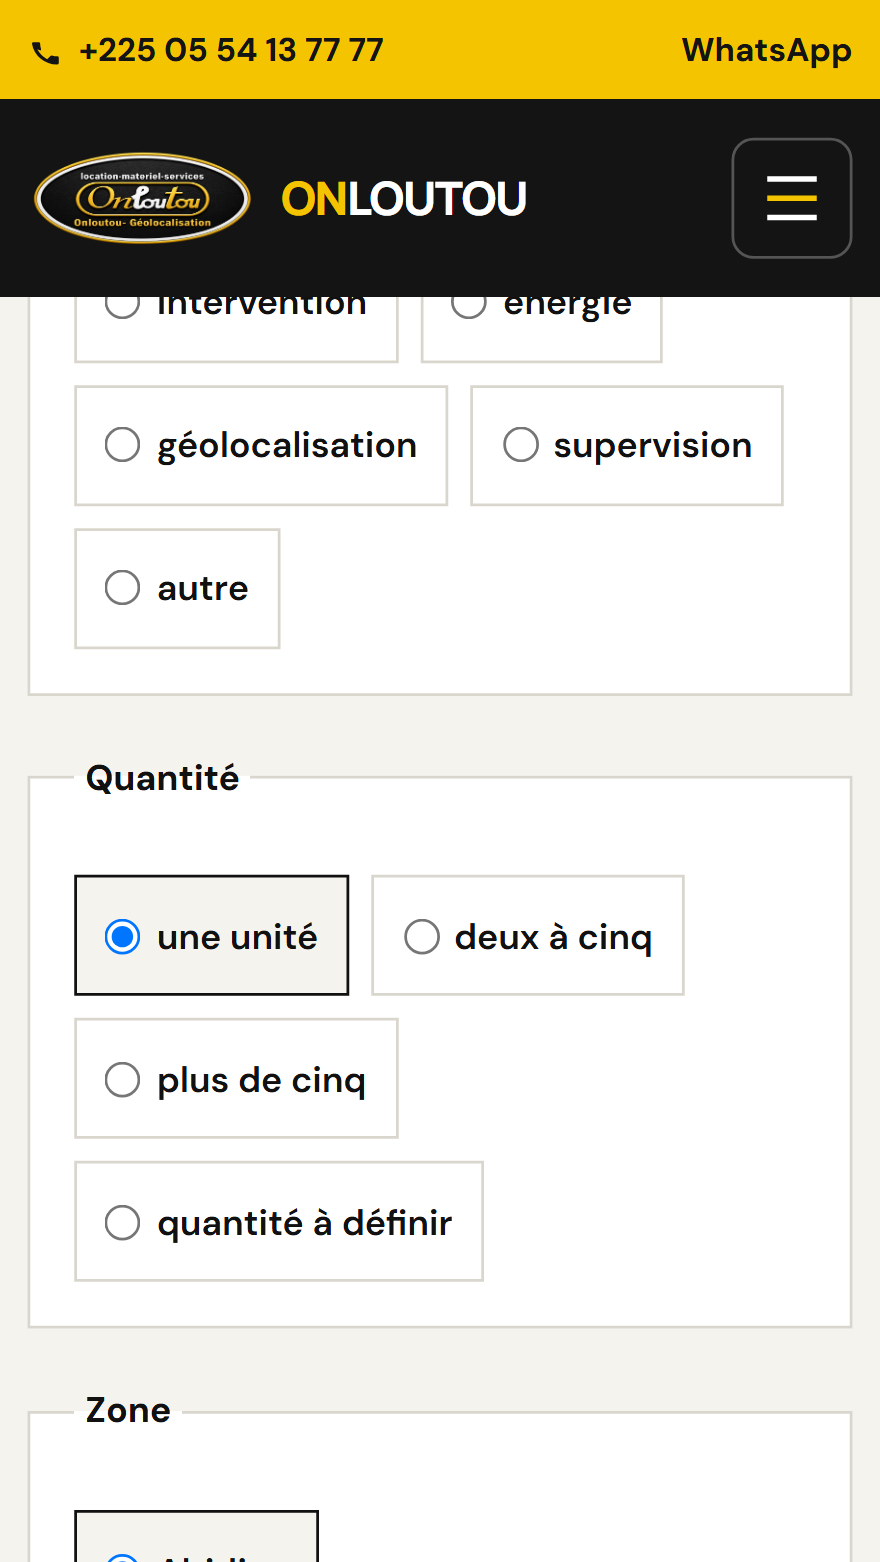 +225 05 54 13 77 77
WhatsApp
location-materiel-services
Onloutou
Onloutou- Géolocalisation
ONLOUTOU
intervention
énergie
géolocalisation
supervision
autre
Quantité
une unité
deux à cinq
plus de cinq
quantité à définir
Zone